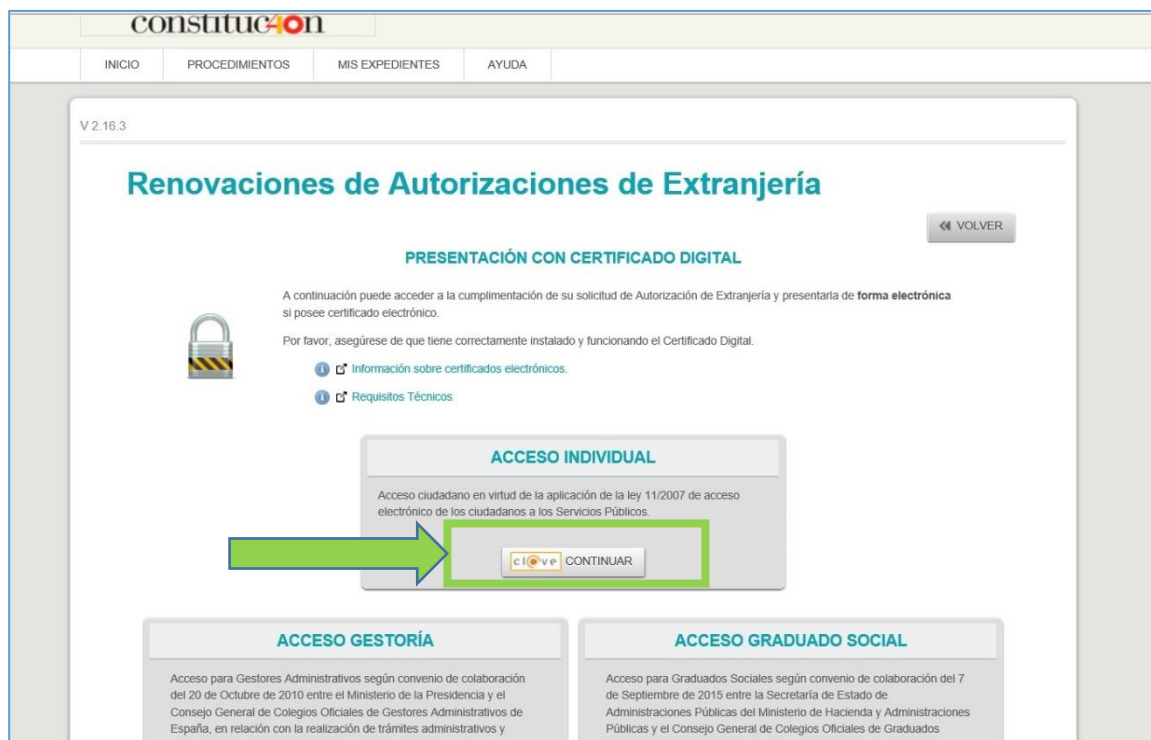 constituc40n
INICIO PROCEDIMIENTOS MIS EXPEDIENTES AYUDA
V 2.16.3
Renovaciones de Autorizaciones de Extranjería
VOLVER
PRESENTACIÓN CON CERTIFICADO DIGITAL
A continuación puede acceder a la cumplimentación de su solicitud de Autorización de Extranjería y presentarla de forma electrónica
si posee certificado electrónico.
Por favor, asegúrese de que tiene correctamente instalado y funcionando el Certificado Digital.
Información sobre certificados electrónicos.
Requisitos Técnicos
ACCESO INDIVIDUAL
Acceso ciudadano en virtud de la aplicación de la ley 11/2007 de acceso
electrónico de los ciudadanos a los Servicios Públicos.
cl@ve CONTINUAR
ACCESO GESTORÍA
Acceso para Gestores Administrativos según convenio de colaboración
del 20 de Octubre de 2010 entre el Ministerio de la Presidencia y el
Consejo General de Colegios Oficiales de Gestores Administrativos de
España, en relación con la realización de trámites administrativos y
ACCESO GRADUADO SOCIAL
Acceso para Graduados Sociales según convenio de colaboración del 7
de Septiembre de 2015 entre la Secretaría de Estado de
Administraciones Públicas del Ministerio de Hacienda y Administraciones
Públicas y el Consejo General de Colegios Oficiales de Graduados